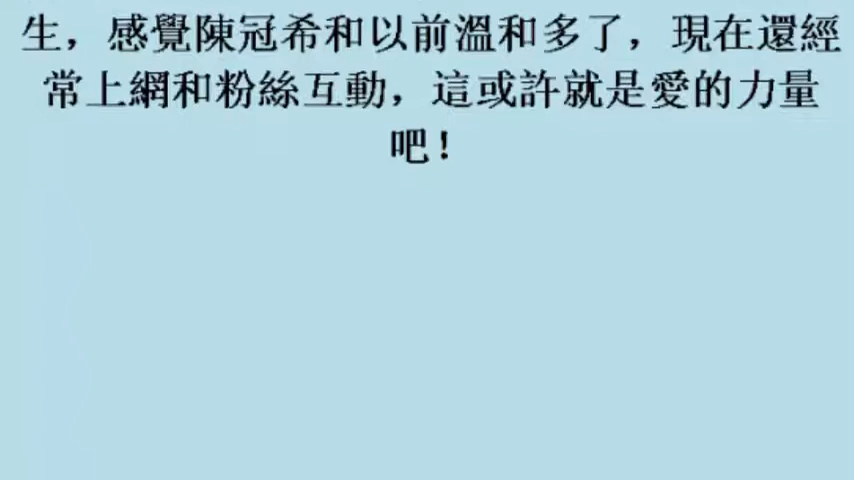 生，感覺陳冠希和以前溫和多了，現在還經
常上網和粉絲互動，這或許就是愛的力量
吧！